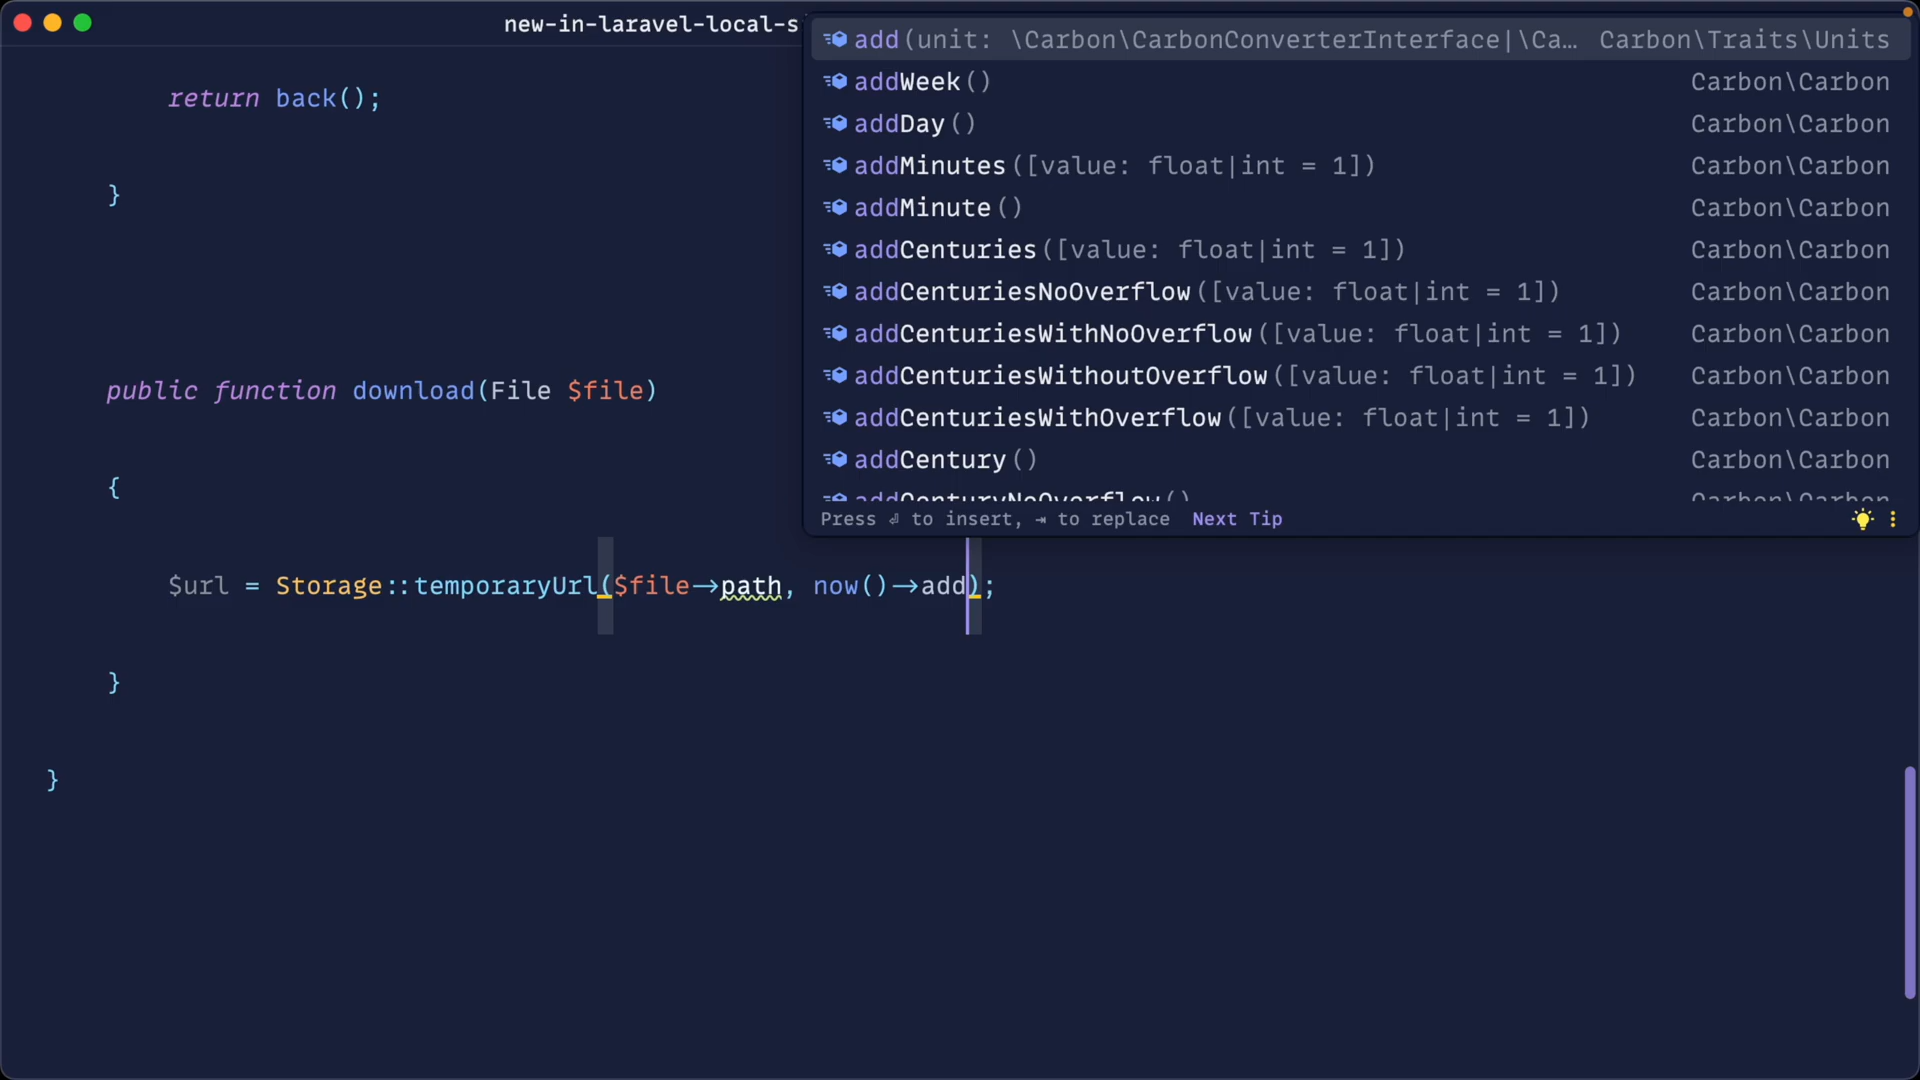 new-in-laravel-local-s
return back();
}
public function download(File $file)
{
$url = Storage::temporaryUrl($file->path, now()->add);
}
}
add(unit: \Carbon\CarbonConverterInterface|\Ca… Carbon\Traits\Units
addWeek() Carbon\Carbon
addDay() Carbon\Carbon
addMinutes([value: float|int = 1]) Carbon\Carbon
addMinute() Carbon\Carbon
addCenturies([value: float|int = 1]) Carbon\Carbon
addCenturiesNoOverflow([value: float|int = 1]) Carbon\Carbon
addCenturiesWithNoOverflow([value: float|int = 1]) Carbon\Carbon
addCenturiesWithoutOverflow([value: float|int = 1]) Carbon\Carbon
addCenturiesWithOverflow([value: float|int = 1]) Carbon\Carbon
addCentury() Carbon\Carbon
addCenturyNoOverflow() Carbon\Carbon
Press ⏎ to insert, ⇥ to replace Next Tip